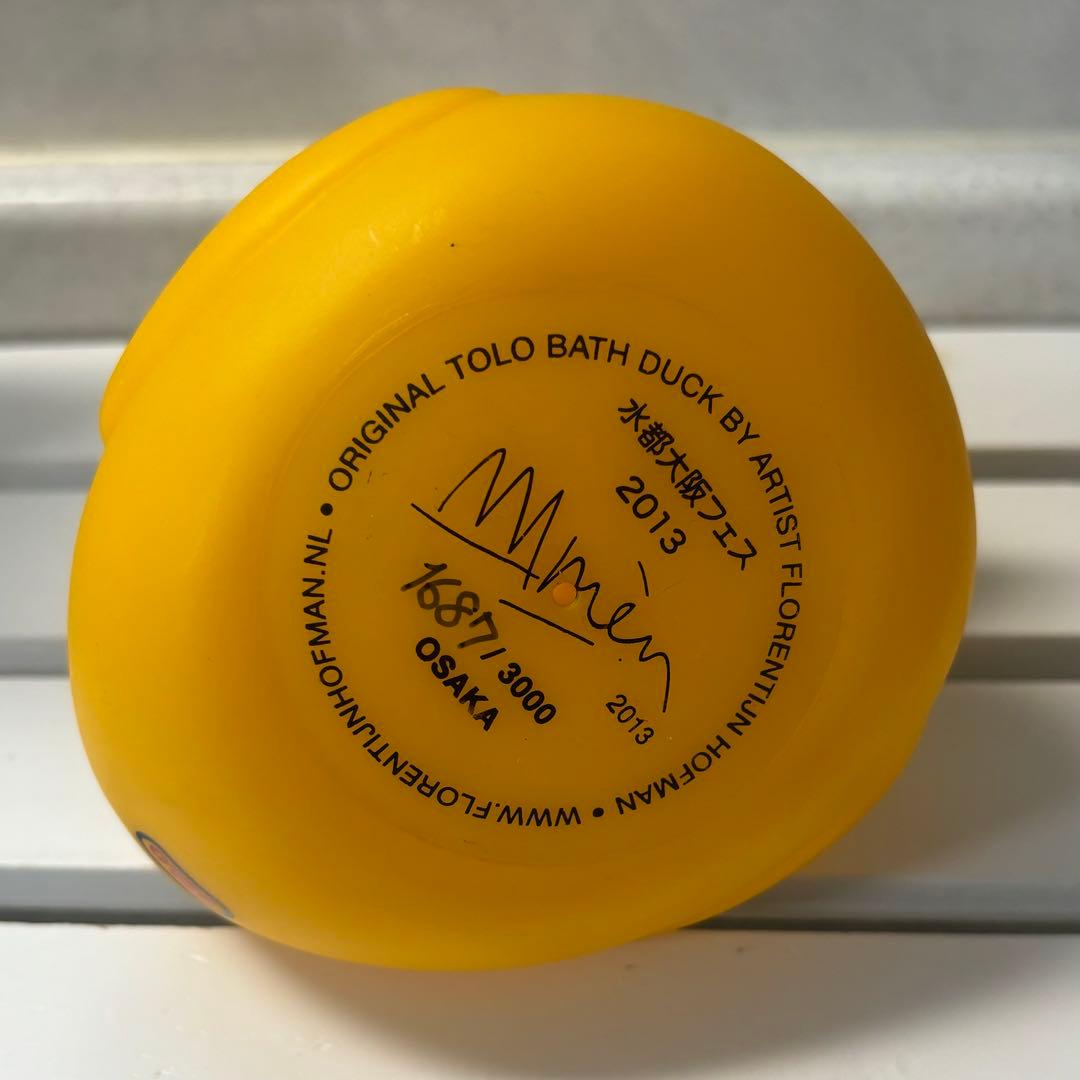 • ORIGINAL TOLO BATH DUCK BY ARTIST FLORENTIJN HOFMAN • WWW.FLORENTIJNHOFMAN.NL
水都大阪フェス
2013
1687/3000
OSAKA
2013